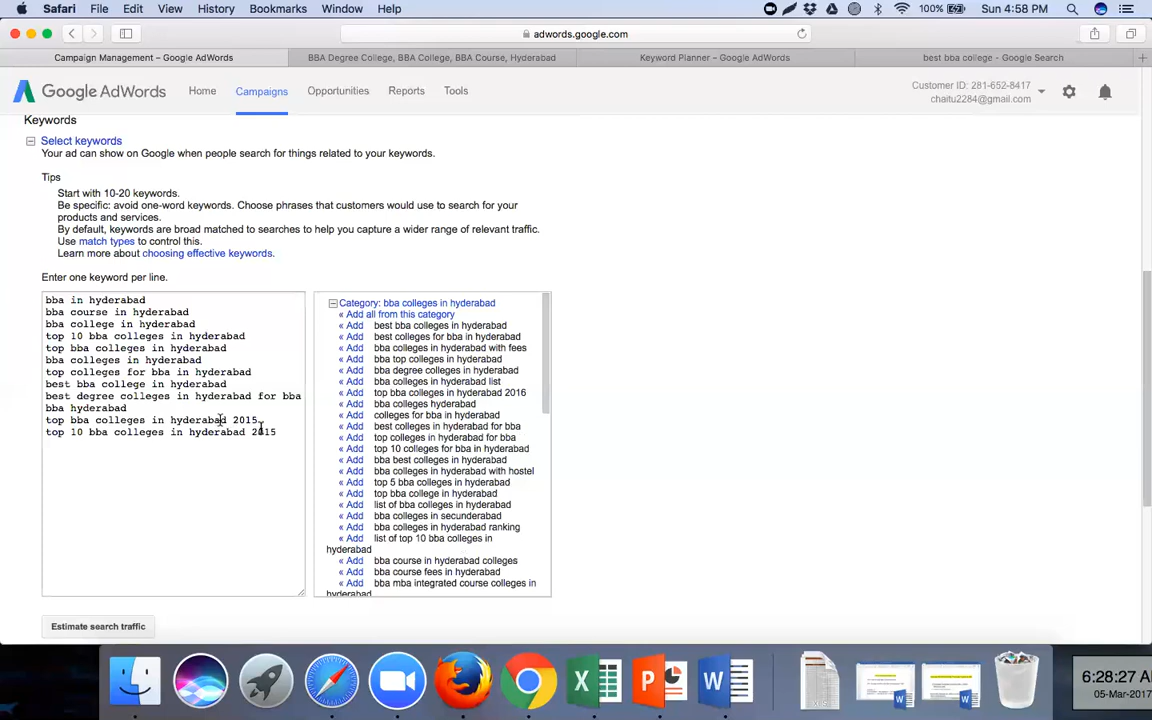 Safari File Edit View History Bookmarks Window Help 100% Sun 4:58 PM
adwords.google.com
Campaign Management – Google AdWords BBA Degree College, BBA College, BBA Course, Hyderabad Keyword Planner – Google AdWords best bba college - Google Search
Google AdWords Home Campaigns Opportunities Reports Tools
Customer ID: 281-652-8417
chaitu2284@gmail.com
Keywords
Select keywords
Your ad can show on Google when people search for things related to your keywords.
Tips
Start with 10-20 keywords.
Be specific: avoid one-word keywords. Choose phrases that customers would use to search for your
products and services.
By default, keywords are broad matched to searches to help you capture a wider range of relevant traffic.
Use match types to control this.
Learn more about choosing effective keywords.
Enter one keyword per line.
bba in hyderabad
bba course in hyderabad
bba college in hyderabad
top 10 bba colleges in hyderabad
top bba colleges in hyderabad
bba colleges in hyderabad
top colleges for bba in hyderabad
best bba college in hyderabad
best degree colleges in hyderabad for bba
bba hyderabad
top bba colleges in hyderabad 2015
top 10 bba colleges in hyderabad 2015
Category: bba colleges in hyderabad
« Add all from this category
« Add best bba colleges in hyderabad
« Add best colleges for bba in hyderabad
« Add bba colleges in hyderabad with fees
« Add bba top colleges in hyderabad
« Add bba degree colleges in hyderabad
« Add bba colleges in hyderabad list
« Add top bba colleges in hyderabad 2016
« Add bba colleges hyderabad
« Add colleges for bba in hyderabad
« Add best colleges in hyderabad for bba
« Add top colleges in hyderabad for bba
« Add top 10 colleges for bba in hyderabad
« Add bba best colleges in hyderabad
« Add bba colleges in hyderabad with hostel
« Add top 5 bba colleges in hyderabad
« Add top bba college in hyderabad
« Add list of bba colleges in hyderabad
« Add bba colleges in secunderabad
« Add bba colleges in hyderabad ranking
« Add list of top 10 bba colleges in
hyderabad
« Add bba course in hyderabad colleges
« Add bba course fees in hyderabad
« Add bba mba integrated course colleges in
hyderabad
Estimate search traffic
6:28:27
05-Mar-2017